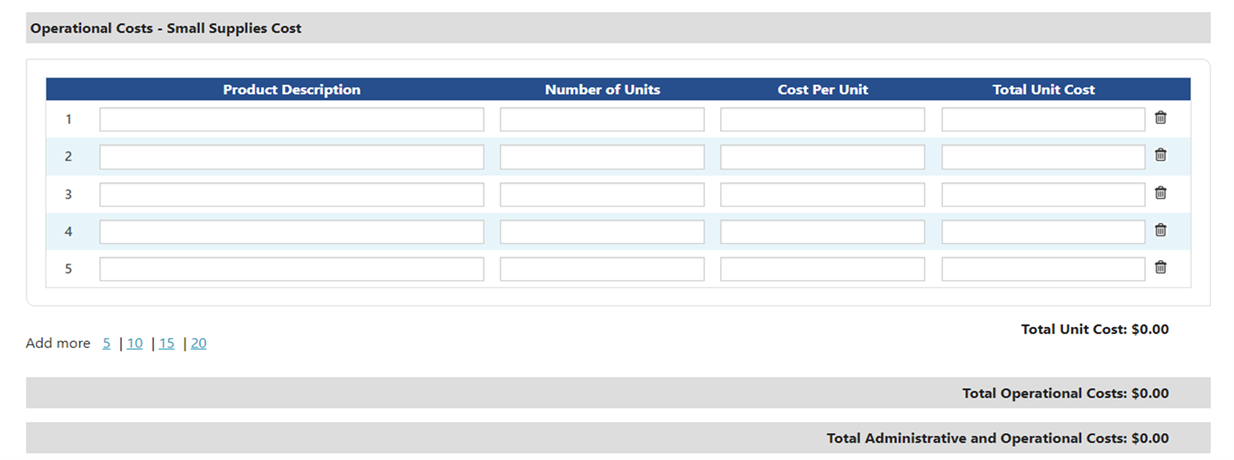 Operational Costs - Small Supplies Cost
Product Description Number of Units Cost Per Unit Total Unit Cost
1
2
3
4
5
Total Unit Cost: $0.00
Add more 5 | 10 | 15 | 20
Total Operational Costs: $0.00
Total Administrative and Operational Costs: $0.00